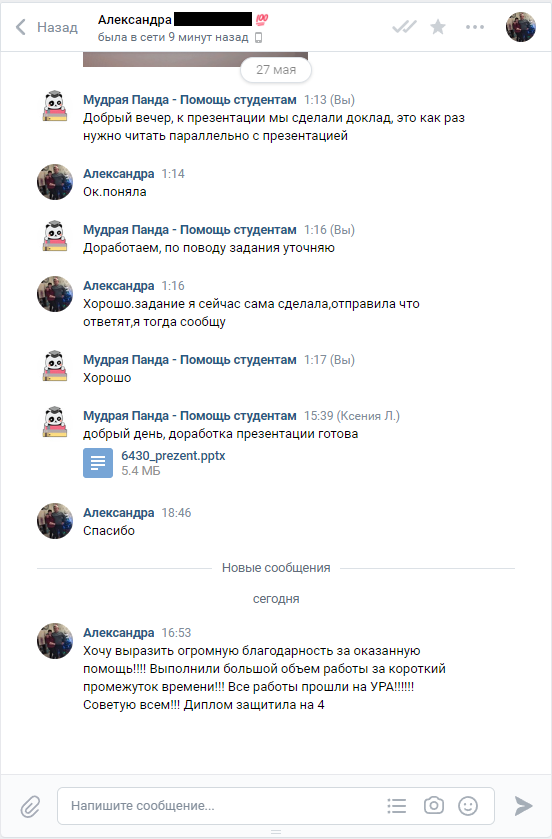 Назад
Александра 💯
была в сети 9 минут назад
27 мая
Мудрая Панда - Помощь студентам 1:13 (Вы)
Добрый вечер, к презентации мы сделали доклад, это как раз
нужно читать параллельно с презентацией
Александра 1:14
Ок.поняла
Мудрая Панда - Помощь студентам 1:16 (Вы)
Доработаем, по поводу задания уточняю
Александра 1:16
Хорошо.задание я сейчас сама сделала,отправила что
ответят,я тогда сообщу
Мудрая Панда - Помощь студентам 1:17 (Вы)
Хорошо
Мудрая Панда - Помощь студентам 15:39 (Ксения Л.)
добрый день, доработка презентации готова
6430_prezent.pptx
5.4 МБ
Александра 18:46
Спасибо
Новые сообщения
сегодня
Александра 16:53
Хочу выразить огромную благодарность за оказанную
помощь!!!! Выполнили большой объем работы за короткий
промежуток времени!!! Все работы прошли на УРА!!!!!!
Советую всем!!! Диплом защитила на 4
Напишите сообщение...